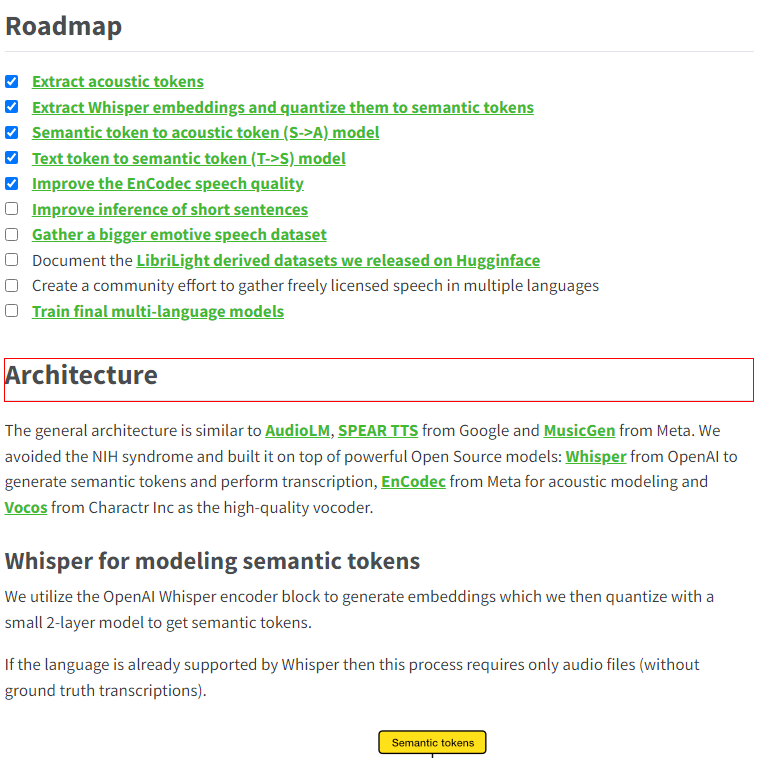 Roadmap
Extract acoustic tokens
Extract Whisper embeddings and quantize them to semantic tokens
Semantic token to acoustic token (S->A) model
Text token to semantic token (T->S) model
Improve the EnCodec speech quality
Improve inference of short sentences
Gather a bigger emotive speech dataset
Document the LibriLight derived datasets we released on Hugginface
Create a community effort to gather freely licensed speech in multiple languages
Train final multi-language models
Architecture
The general architecture is similar to AudioLM, SPEAR TTS from Google and MusicGen from Meta. We
avoided the NIH syndrome and built it on top of powerful Open Source models: Whisper from OpenAI to
generate semantic tokens and perform transcription, EnCodec from Meta for acoustic modeling and
Vocos from Charactr Inc as the high-quality vocoder.
Whisper for modeling semantic tokens
We utilize the OpenAI Whisper encoder block to generate embeddings which we then quantize with a
small 2-layer model to get semantic tokens.
If the language is already supported by Whisper then this process requires only audio files (without
ground truth transcriptions).
Semantic tokens